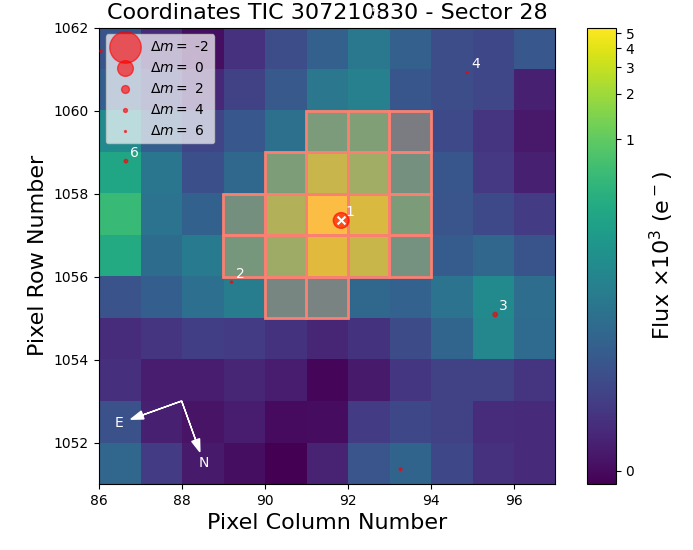 Coordinates TIC 307210830 - Sector 28
Δm = -2
Δm = 0
Δm = 2
Δm = 4
Δm = 6
1
2
3
4
6
E
N
1062
1060
1058
1056
1054
1052
86
88
90
92
94
96
Pixel Column Number
Pixel Row Number
5
4
3
2
1
0
Flux ×10³ (e⁻)